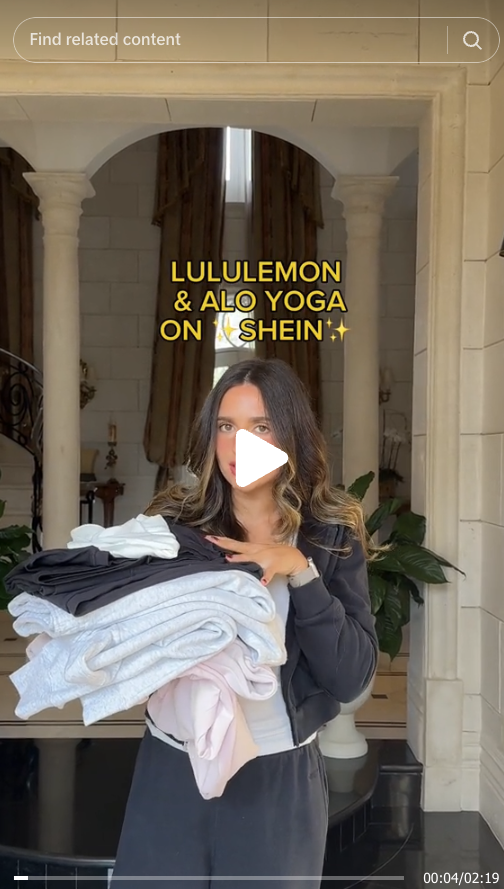 Find related content
LULULEMON
& ALO YOGA
ON ✨SHEIN✨
00:04/02:19